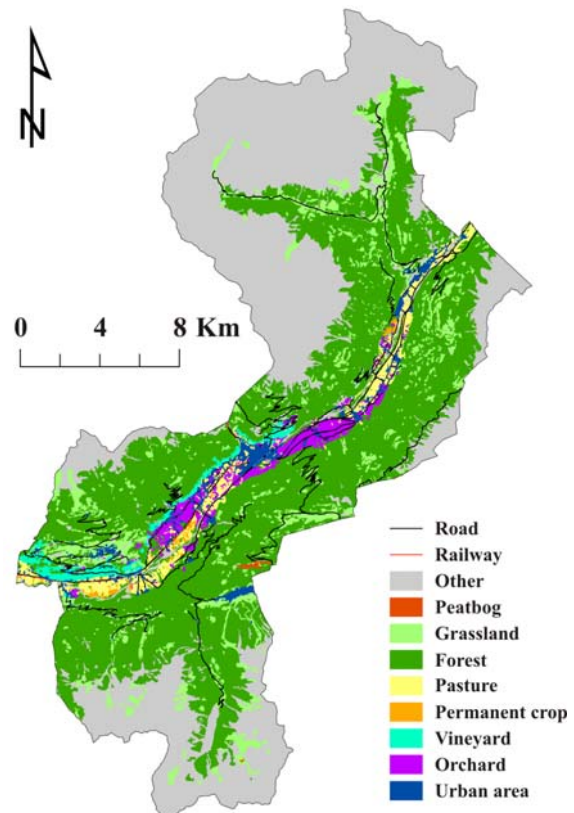 N
0 4 8 Km
Road
Railway
Other
Peatbog
Grassland
Forest
Pasture
Permanent crop
Vineyard
Orchard
Urban area